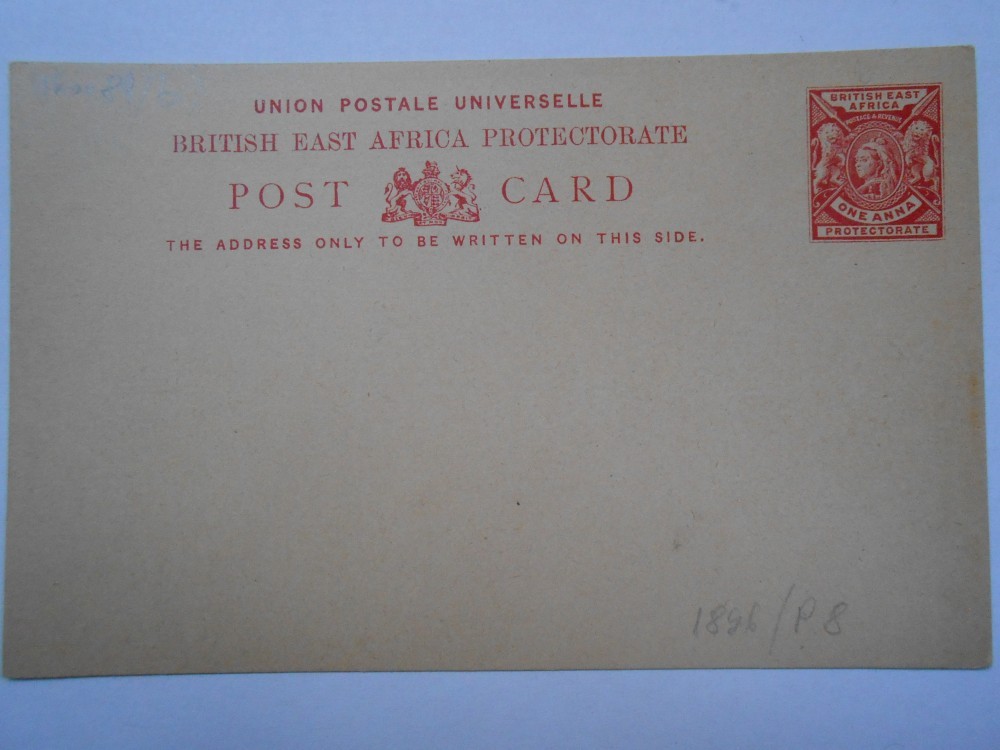 UNION POSTALE UNIVERSELLE
BRITISH EAST AFRICA PROTECTORATE
POST CARD
THE ADDRESS ONLY TO BE WRITTEN ON THIS SIDE.
BRITISH EAST
AFRICA
POSTAGE & REVENUE
ONE ANNA
PROTECTORATE
1896/P8